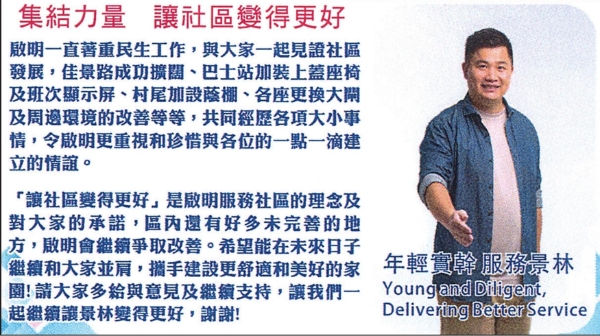 集結力量　讓社區變得更好
啟明一直著重民生工作，與大家一起見證社區
發展，佳景路成功擴闊、巴士站加裝上蓋座椅
及班次顯示屏、村尾加設蔭棚、各座更換大閘
及周邊環境的改善等等，共同經歷各項大小事
情，令啟明更重視和珍惜與各位的一點一滴建
立的情誼。
「讓社區變得更好」是啟明服務社區的理念及
對大家的承諾，區內還有好多未完善的地
方，啟明會繼續爭取改善。希望能在未來日子
繼續和大家並肩，攜手建設更舒適和美好的家
園!請大家多給與意見及繼續支持，讓我們一
起繼續讓景林變得更好，謝謝!
年輕實幹 服務景林
Young and Diligent,
Delivering Better Service